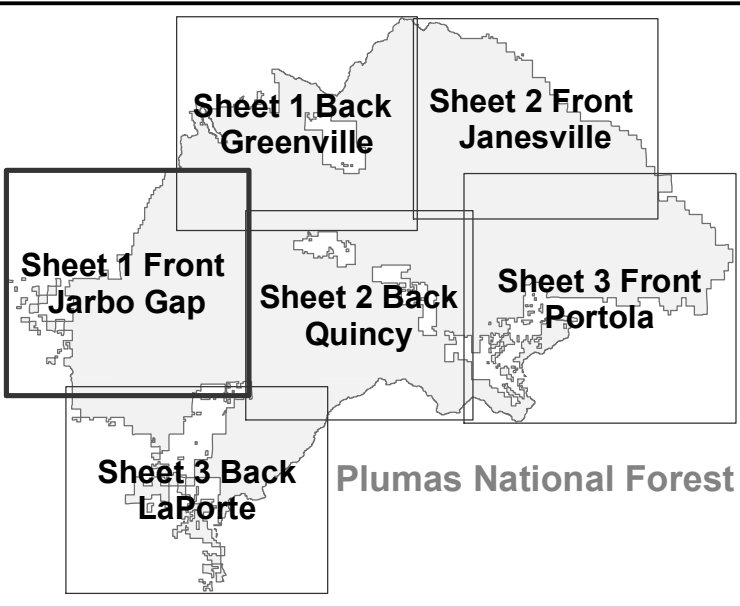 Sheet 1 Back
Greenville
Sheet 2 Front
Janesville
Sheet 1 Front
Jarbo Gap
Sheet 2 Back
Quincy
Sheet 3 Front
Portola
Sheet 3 Back
LaPorte
Plumas National Forest